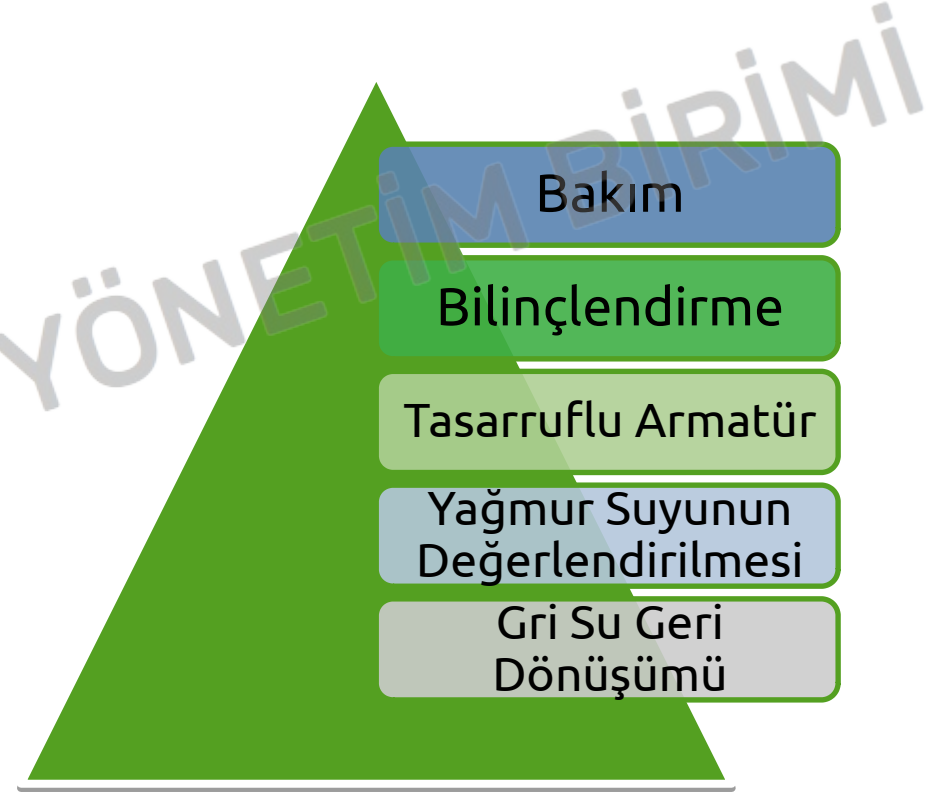 YÖNETİM BİRİMİ
Bakım
Bilinçlendirme
Tasarruflu Armatür
Yağmur Suyunun
Değerlendirilmesi
Gri Su Geri
Dönüşümü